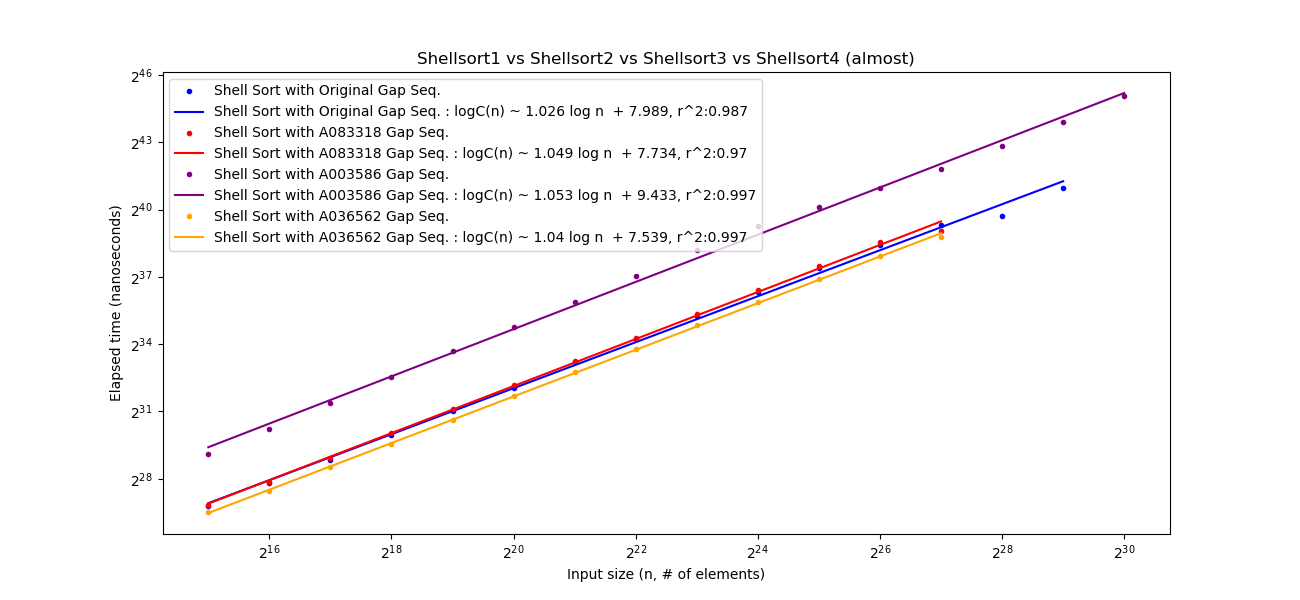 Shellsort1 vs Shellsort2 vs Shellsort3 vs Shellsort4 (almost)
Shell Sort with Original Gap Seq.
Shell Sort with Original Gap Seq. : logC(n) ~ 1.026 log n  + 7.989, r^2:0.987
Shell Sort with A083318 Gap Seq.
Shell Sort with A083318 Gap Seq. : logC(n) ~ 1.049 log n  + 7.734, r^2:0.97
Shell Sort with A003586 Gap Seq.
Shell Sort with A003586 Gap Seq. : logC(n) ~ 1.053 log n  + 9.433, r^2:0.997
Shell Sort with A036562 Gap Seq.
Shell Sort with A036562 Gap Seq. : logC(n) ~ 1.04 log n  + 7.539, r^2:0.997
Elapsed time (nanoseconds)
2^46
2^43
2^40
2^37
2^34
2^31
2^28
2^16 2^18 2^20 2^22 2^24 2^26 2^28 2^30
Input size (n, # of elements)